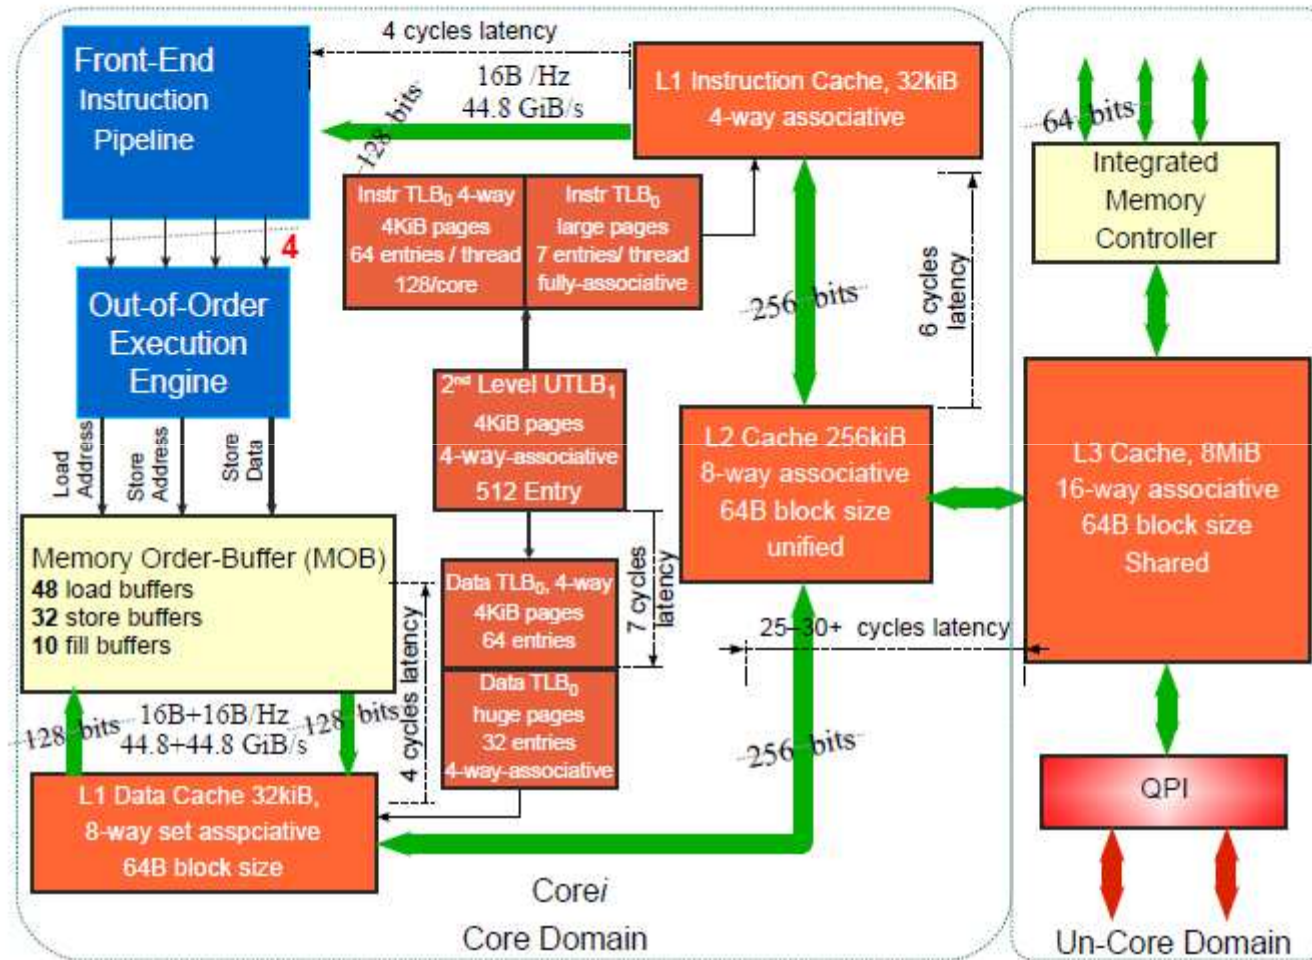 4 cycles latency
Front-End
Instruction
Pipeline
16B /Hz
44.8 GiB/s
128 bits
L1 Instruction Cache, 32kiB
4-way associative
64 bits
Integrated
Memory
Controller
Instr TLB0 4-way
4KiB pages
64 entries / thread
128/core
Instr TLB0
large pages
7 entries/ thread
fully-associative
4
Out-of-Order
Execution
Engine
256 bits
6 cycles
latency
2nd Level UTLB1
4KiB pages
4-way-associative
512 Entry
L2 Cache 256kiB
8-way associative
64B block size
unified
L3 Cache, 8MiB
16-way associative
64B block size
Shared
Load
Address
Store
Address
Store
Data
Memory Order-Buffer (MOB)
48 load buffers
32 store buffers
10 fill buffers
4 cycles latency
Data TLB0, 4-way
4KiB pages
64 entries
7 cycles
latency
25–30+ cycles latency
Data TLB0
huge pages
32 entries
4-way-associative
128 bits
16B+16B/Hz
44.8+44.8 GiB/s
128 bits
256 bits
L1 Data Cache 32kiB,
8-way set asspciative
64B block size
QPI
Corei
Core Domain
Un-Core Domain